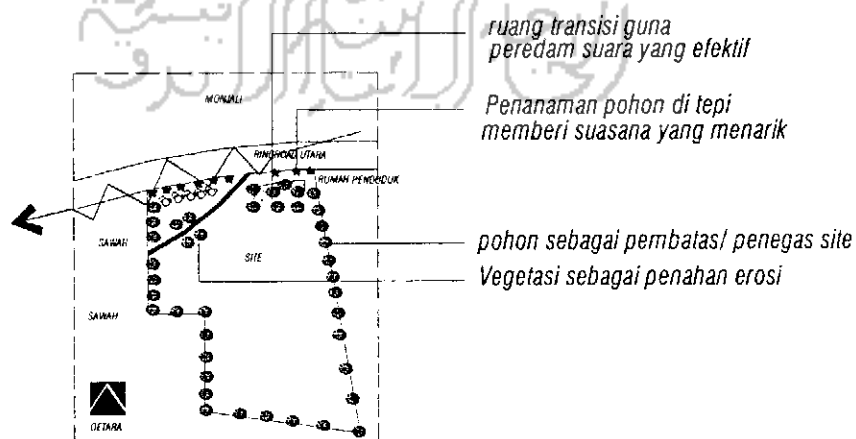 ruang transisi guna
peredam suara yang efektif
MONJALI
Penanaman pohon di tepi
memberi suasana yang menarik
RINGROAD UTARA
RUMAH PENDUDUK
SAWAH
SITE
pohon sebagai pembatas/ penegas site
Vegetasi sebagai penahan erosi
SAWAH